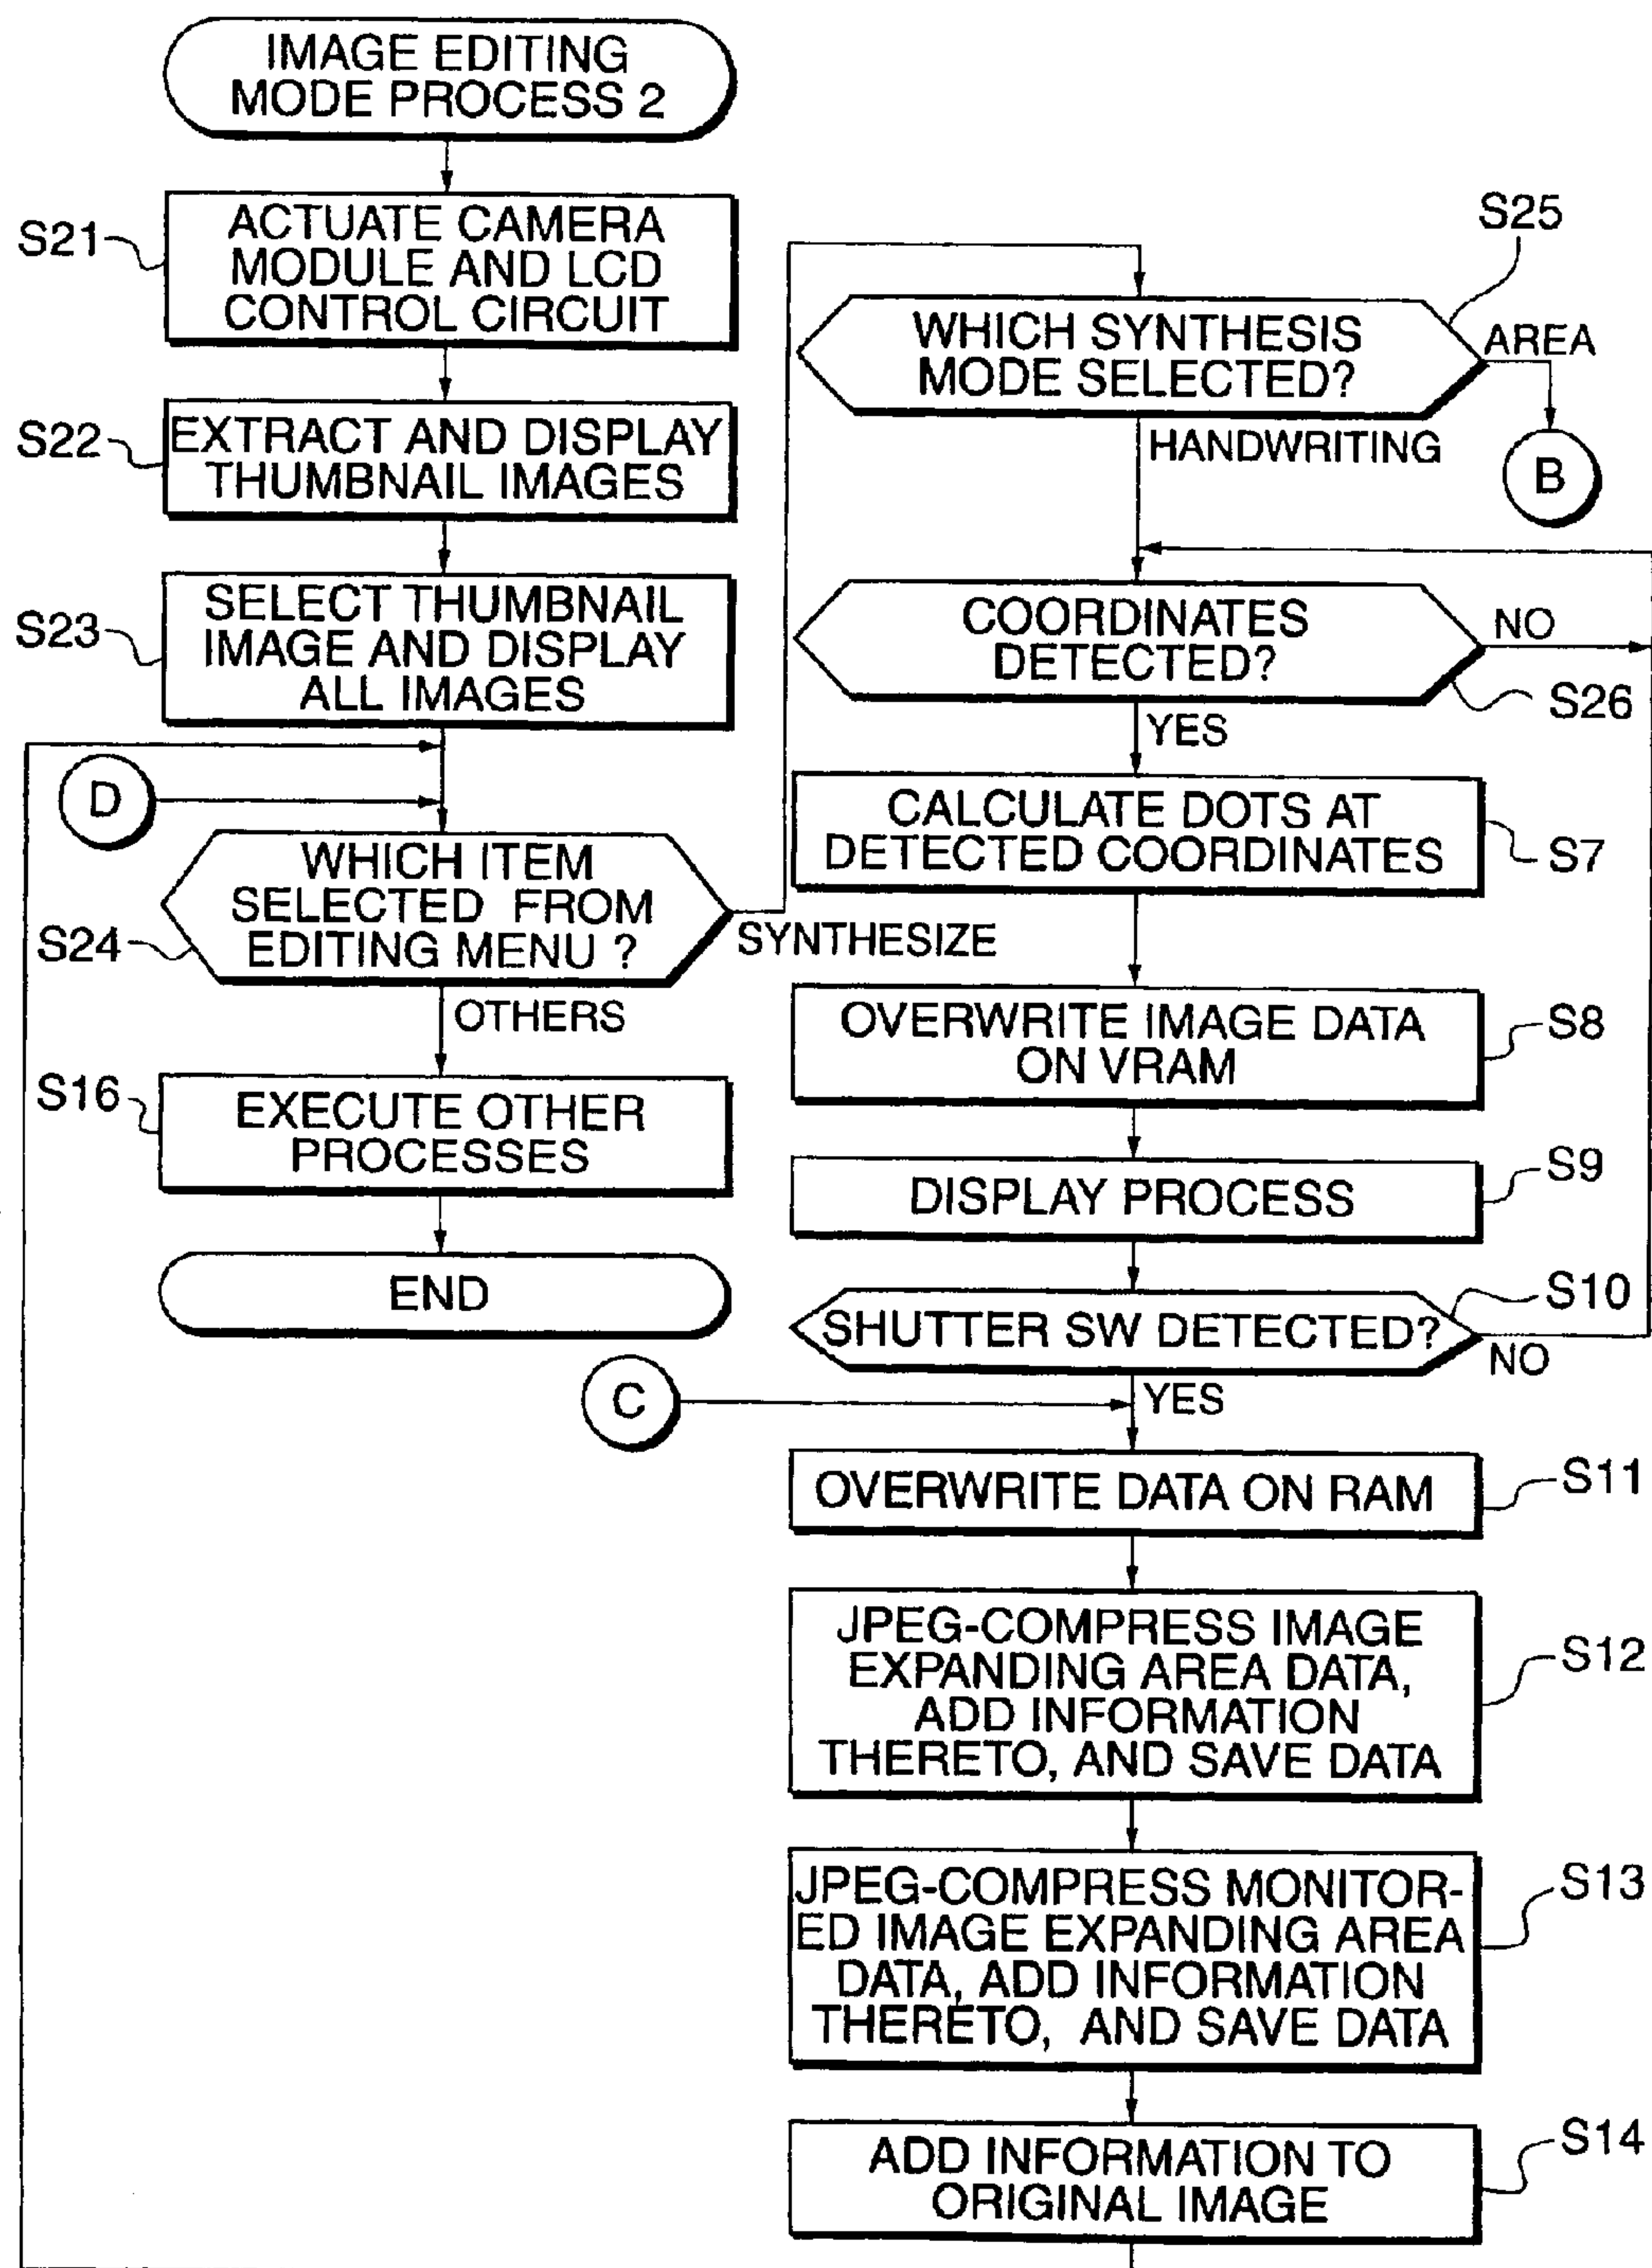 IMAGE EDITING
MODE PROCESS 2
S21
ACTUATE CAMERA
MODULE AND LCD
CONTROL CIRCUIT
S22
EXTRACT AND DISPLAY
THUMBNAIL IMAGES
S23
SELECT THUMBNAIL
IMAGE AND DISPLAY
ALL IMAGES
D
S24
WHICH ITEM
SELECTED FROM
EDITING MENU ?
SYNTHESIZE
OTHERS
S16
EXECUTE OTHER
PROCESSES
END
S25
WHICH SYNTHESIS
MODE SELECTED?
AREA
B
HANDWRITING
COORDINATES
DETECTED?
NO
S26
YES
CALCULATE DOTS AT
DETECTED COORDINATES
S7
OVERWRITE IMAGE DATA
ON VRAM
S8
DISPLAY PROCESS
S9
SHUTTER SW DETECTED?
S10
NO
C
YES
OVERWRITE DATA ON RAM
S11
JPEG-COMPRESS IMAGE
EXPANDING AREA DATA,
ADD INFORMATION
THERETO, AND SAVE DATA
S12
JPEG-COMPRESS MONITOR-
ED IMAGE EXPANDING AREA
DATA, ADD INFORMATION
THERETO, AND SAVE DATA
S13
ADD INFORMATION TO
ORIGINAL IMAGE
S14